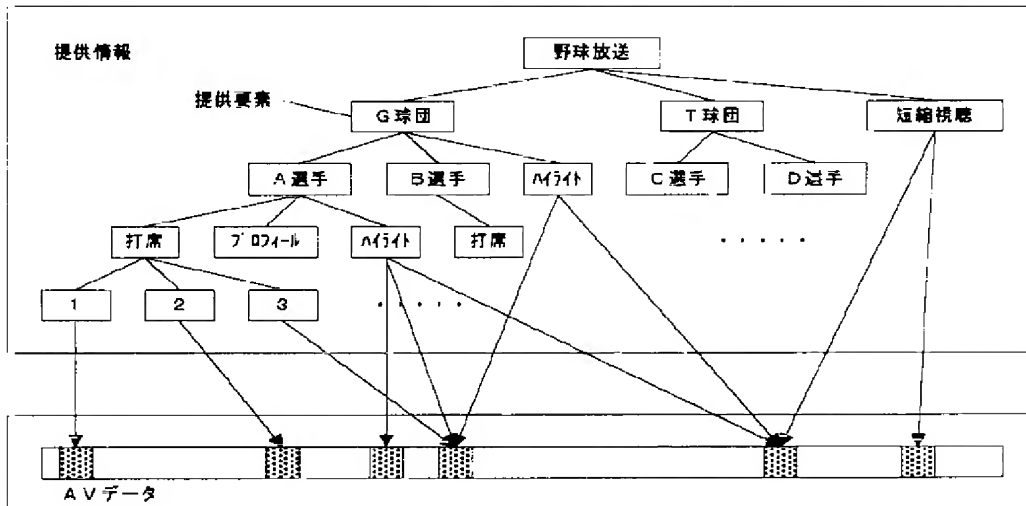 提供情報
野球放送
提供要素
G球団
T球団
短縮視聴
A選手
B選手
ハイライト
C選手
D選手
打席
プロフィール
ハイライト
打席
・・・・・
1
2
3
・・・・・
AVデータ